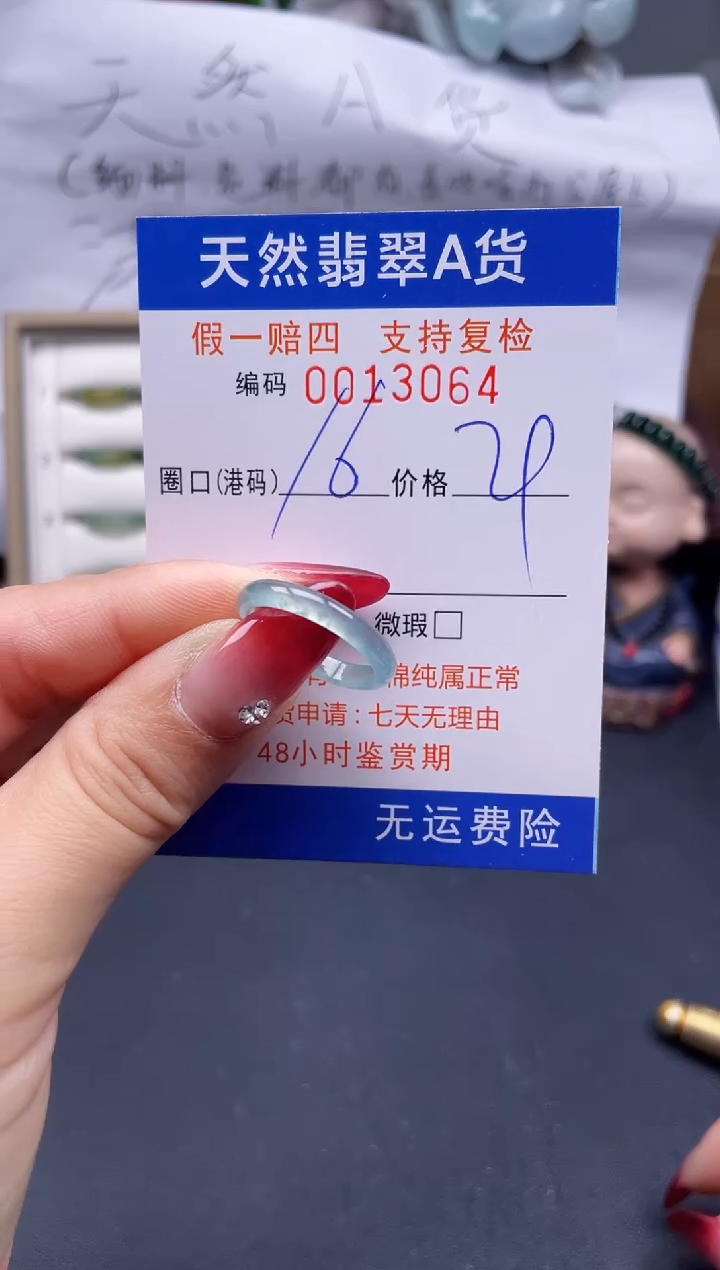 天然A货
天然翡翠A货
假一赔四 支持复检
编码 0013064
圈口(港码) 16 价格
微瑕□
棉纯属正常
货申请:七天无理由
48小时鉴赏期
无运费险